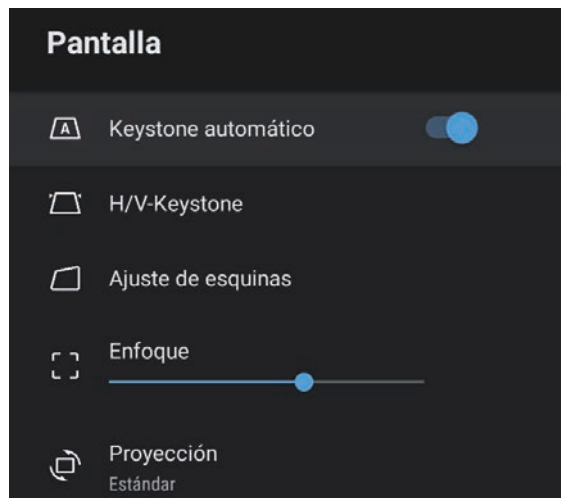 Pantalla
A
Keystone automático
H/V-Keystone
Ajuste de esquinas
Enfoque
Proyección
Estándar